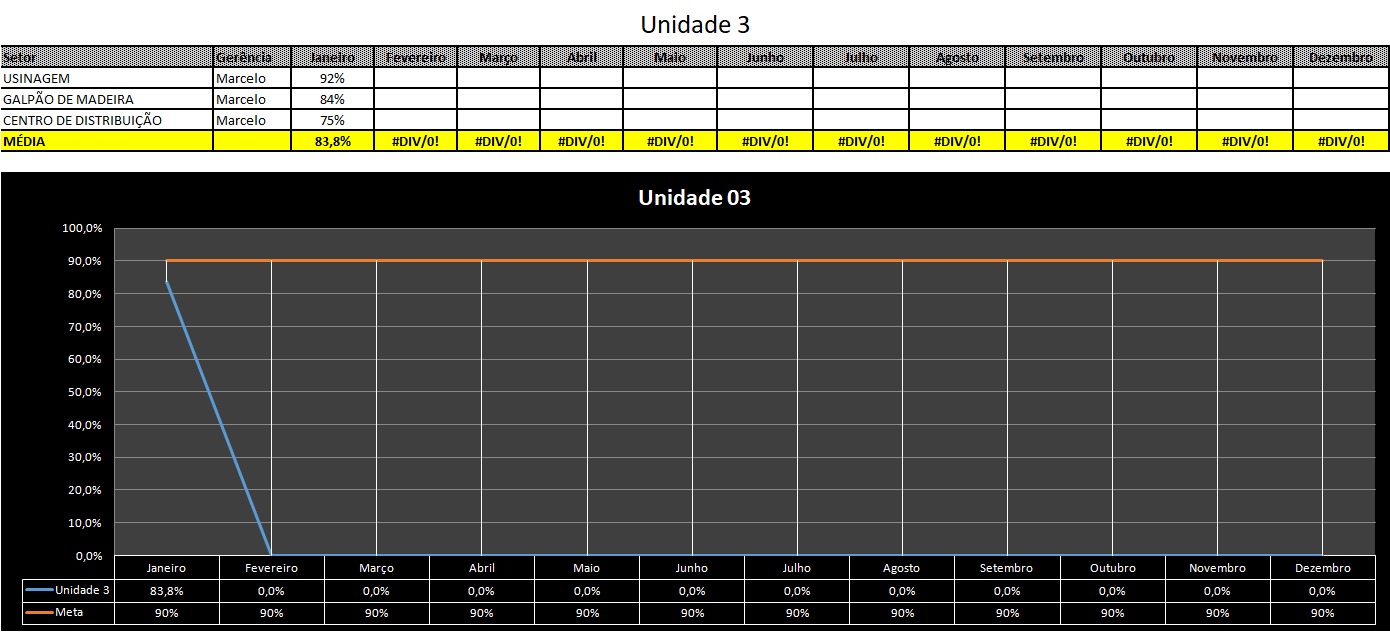 Unidade 3
Setor Gerência Janeiro Fevereiro Março Abril Maio Junho Julho Agosto Setembro Outubro Novembro Dezembro
USINAGEM Marcelo 92%
GALPÃO DE MADEIRA Marcelo 84%
CENTRO DE DISTRIBUIÇÃO Marcelo 75%
MÉDIA 83,8% #DIV/0! #DIV/0! #DIV/0! #DIV/0! #DIV/0! #DIV/0! #DIV/0! #DIV/0! #DIV/0! #DIV/0! #DIV/0!
Unidade 03
100,0%
90,0%
80,0%
70,0%
60,0%
50,0%
40,0%
30,0%
20,0%
10,0%
0,0%
Janeiro Fevereiro Março Abril Maio Junho Julho Agosto Setembro Outubro Novembro Dezembro
Unidade 3 83,8% 0,0% 0,0% 0,0% 0,0% 0,0% 0,0% 0,0% 0,0% 0,0% 0,0% 0,0%
Meta 90% 90% 90% 90% 90% 90% 90% 90% 90% 90% 90% 90%